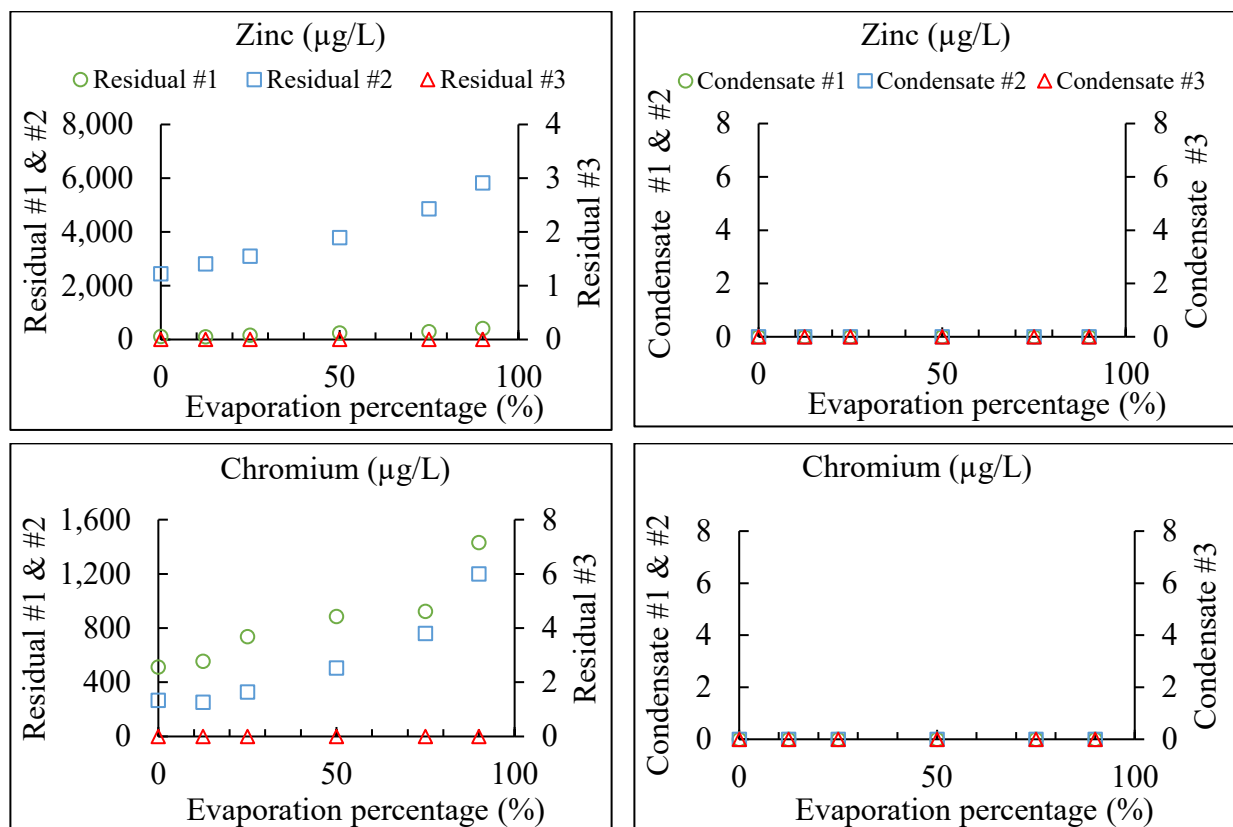 Zinc (µg/L)
Residual #1 Residual #2 Residual #3
Residual #1 & #2
8,000
6,000
4,000
2,000
0
4
3
2
1
0
Residual #3
0 50 100
Evaporation percentage (%)
Zinc (µg/L)
Condensate #1 Condensate #2 Condensate #3
Condensate #1 & #2
8
6
4
2
0
8
6
4
2
0
Condensate #3
0 50 100
Evaporation percentage (%)
Chromium (µg/L)
Residual #1 & #2
1,600
1,200
800
400
0
8
6
4
2
0
Residual #3
0 50 100
Evaporation percentage (%)
Chromium (µg/L)
Condensate #1 & #2
8
6
4
2
0
8
6
4
2
0
Condensate #3
0 50 100
Evaporation percentage (%)